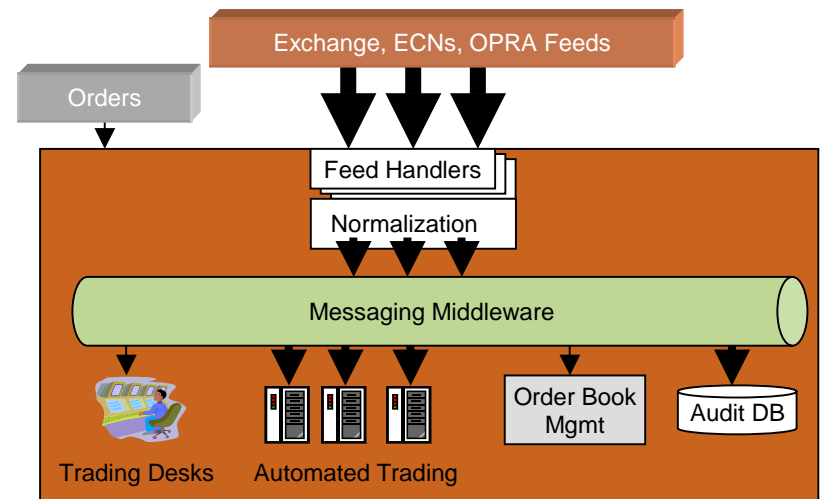 Exchange, ECNs, OPRA Feeds
Orders
Feed Handlers
Normalization
Messaging Middleware
Order Book
Mgmt
Audit DB
Trading Desks
Automated Trading